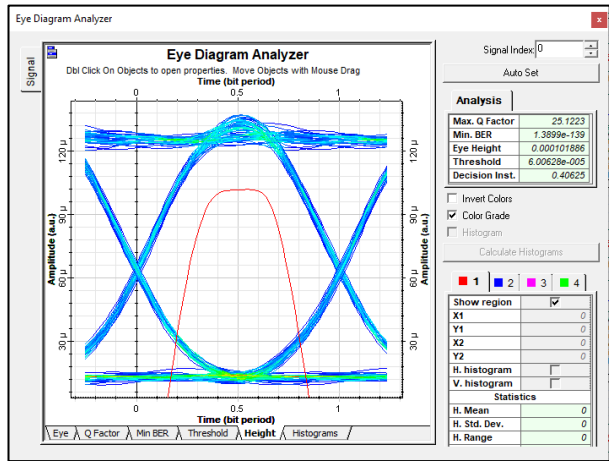 Eye Diagram Analyzer
x
Signal
Eye Diagram Analyzer
Dbl Click On Objects to open properties. Move Objects with Mouse Drag
Time (bit period)
0 0.5 1
Amplitude (a.u.)
120 µ
90 µ
60 µ
30 µ
Amplitude (a.u.)
120 µ
90 µ
60 µ
30 µ
0 0.5 1
Time (bit period)
Eye Q Factor Min BER Threshold Height Histograms
Signal Index: 0
Auto Set
Analysis
Max. Q Factor 25.1223
Min. BER 1.3899e-139
Eye Height 0.000101886
Threshold 6.00628e-005
Decision Inst. 0.40625
Invert Colors
Color Grade
Histogram
Calculate Histograms
1 2 3 4
Show region
X1 0
Y1 0
X2 0
Y2 0
H. histogram
V. histogram
Statistics
H. Mean 0
H. Std. Dev. 0
H. Range 0